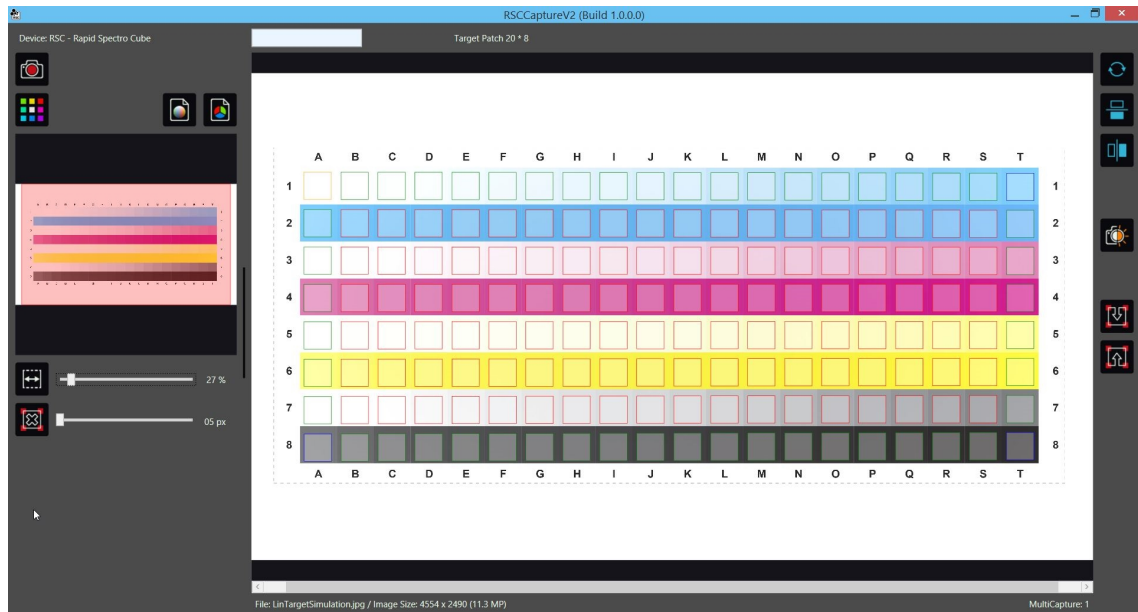 RSCCaptureV2 (Build 1.0.0.0)
Device: RSC - Rapid Spectro Cube
Target Patch 20 * 8
A B C D E F G H I J K L M N O P Q R S T
1 1
2 2
3 3
4 4
5 5
6 6
7 7
8 8
A B C D E F G H I J K L M N O P Q R S T
27 %
05 px
File: LinTargetSimulation.jpg / Image Size: 4554 x 2490 (11.3 MP)
MultiCapture: 1